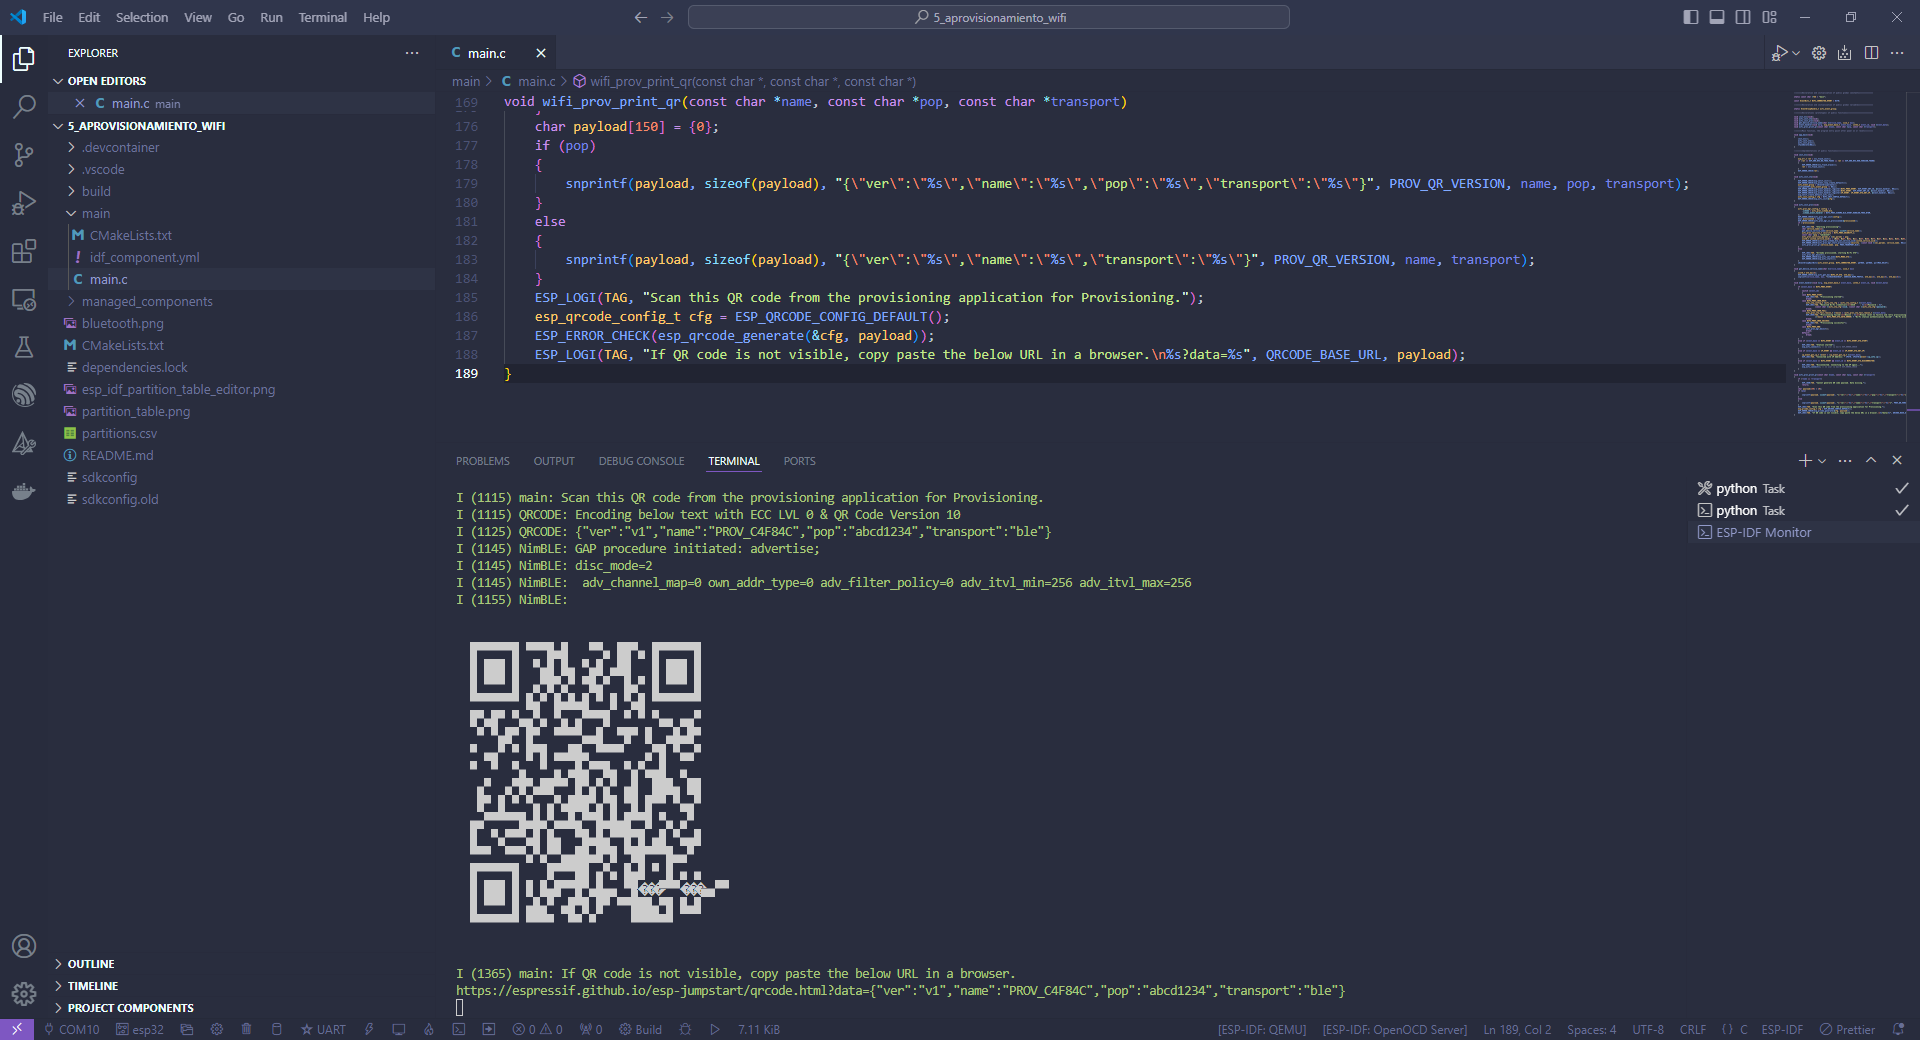 File Edit Selection View Go Run Terminal Help
5_aprovisionamiento_wifi
EXPLORER
OPEN EDITORS
main.c main
5_APROVISIONAMIENTO_WIFI
.devcontainer
.vscode
build
main
CMakeLists.txt
idf_component.yml
main.c
managed_components
bluetooth.png
CMakeLists.txt
dependencies.lock
esp_idf_partition_table_editor.png
partition_table.png
partitions.csv
README.md
sdkconfig
sdkconfig.old
OUTLINE
TIMELINE
PROJECT COMPONENTS
main.c
main > main.c > wifi_prov_print_qr(const char *, const char *, const char *)
169 void wifi_prov_print_qr(const char *name, const char *pop, const char *transport)
}
176 char payload[150] = {0};
177 if (pop)
178 {
179 snprintf(payload, sizeof(payload), "{\"ver\":\"%s\",\"name\":\"%s\",\"pop\":\"%s\",\"transport\":\"%s\"}", PROV_QR_VERSION, name, pop, transport);
180 }
181 else
182 {
183 snprintf(payload, sizeof(payload), "{\"ver\":\"%s\",\"name\":\"%s\",\"transport\":\"%s\"}", PROV_QR_VERSION, name, transport);
184 }
185 ESP_LOGI(TAG, "Scan this QR code from the provisioning application for Provisioning.");
186 esp_qrcode_config_t cfg = ESP_QRCODE_CONFIG_DEFAULT();
187 ESP_ERROR_CHECK(esp_qrcode_generate(&cfg, payload));
188 ESP_LOGI(TAG, "If QR code is not visible, copy paste the below URL in a browser.\n%s?data=%s", QRCODE_BASE_URL, payload);
189 }
PROBLEMS OUTPUT DEBUG CONSOLE TERMINAL PORTS
I (1115) main: Scan this QR code from the provisioning application for Provisioning.
I (1115) QRCODE: Encoding below text with ECC LVL 0 & QR Code Version 10
I (1125) QRCODE: {"ver":"v1","name":"PROV_C4F84C","pop":"abcd1234","transport":"ble"}
I (1145) NimBLE: GAP procedure initiated: advertise;
I (1145) NimBLE: disc_mode=2
I (1145) NimBLE:  adv_channel_map=0 own_addr_type=0 adv_filter_policy=0 adv_itvl_min=256 adv_itvl_max=256
I (1155) NimBLE:
I (1365) main: If QR code is not visible, copy paste the below URL in a browser.
https://espressif.github.io/esp-jumpstart/qrcode.html?data={"ver":"v1","name":"PROV_C4F84C","pop":"abcd1234","transport":"ble"}
python Task
python Task
ESP-IDF Monitor
COM10 esp32 UART 0 0 0 Build 7.11 KiB [ESP-IDF: QEMU] [ESP-IDF: OpenOCD Server] Ln 189, Col 2 Spaces: 4 UTF-8 CRLF {} C ESP-IDF Prettier